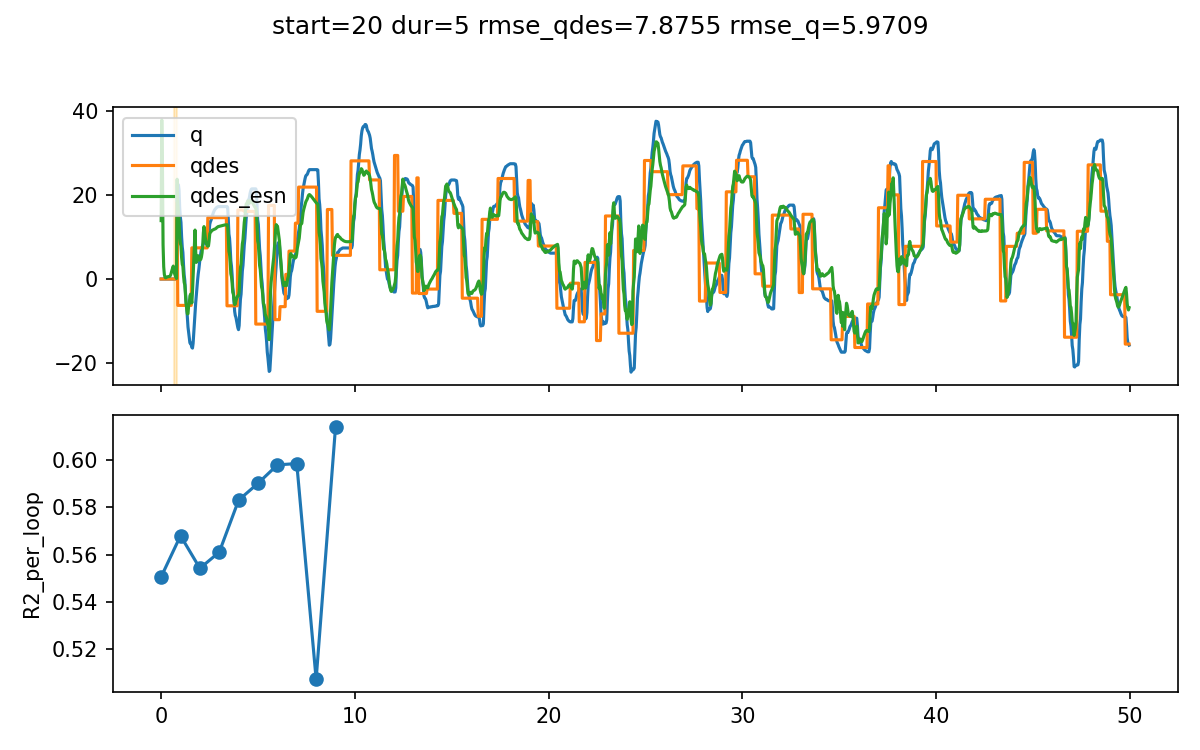 start=20 dur=5 rmse_qdes=7.8755 rmse_q=5.9709
40
20
0
−20
q
qdes
qdes_esn
R2_per_loop
0.60
0.58
0.56
0.54
0.52
0 10 20 30 40 50